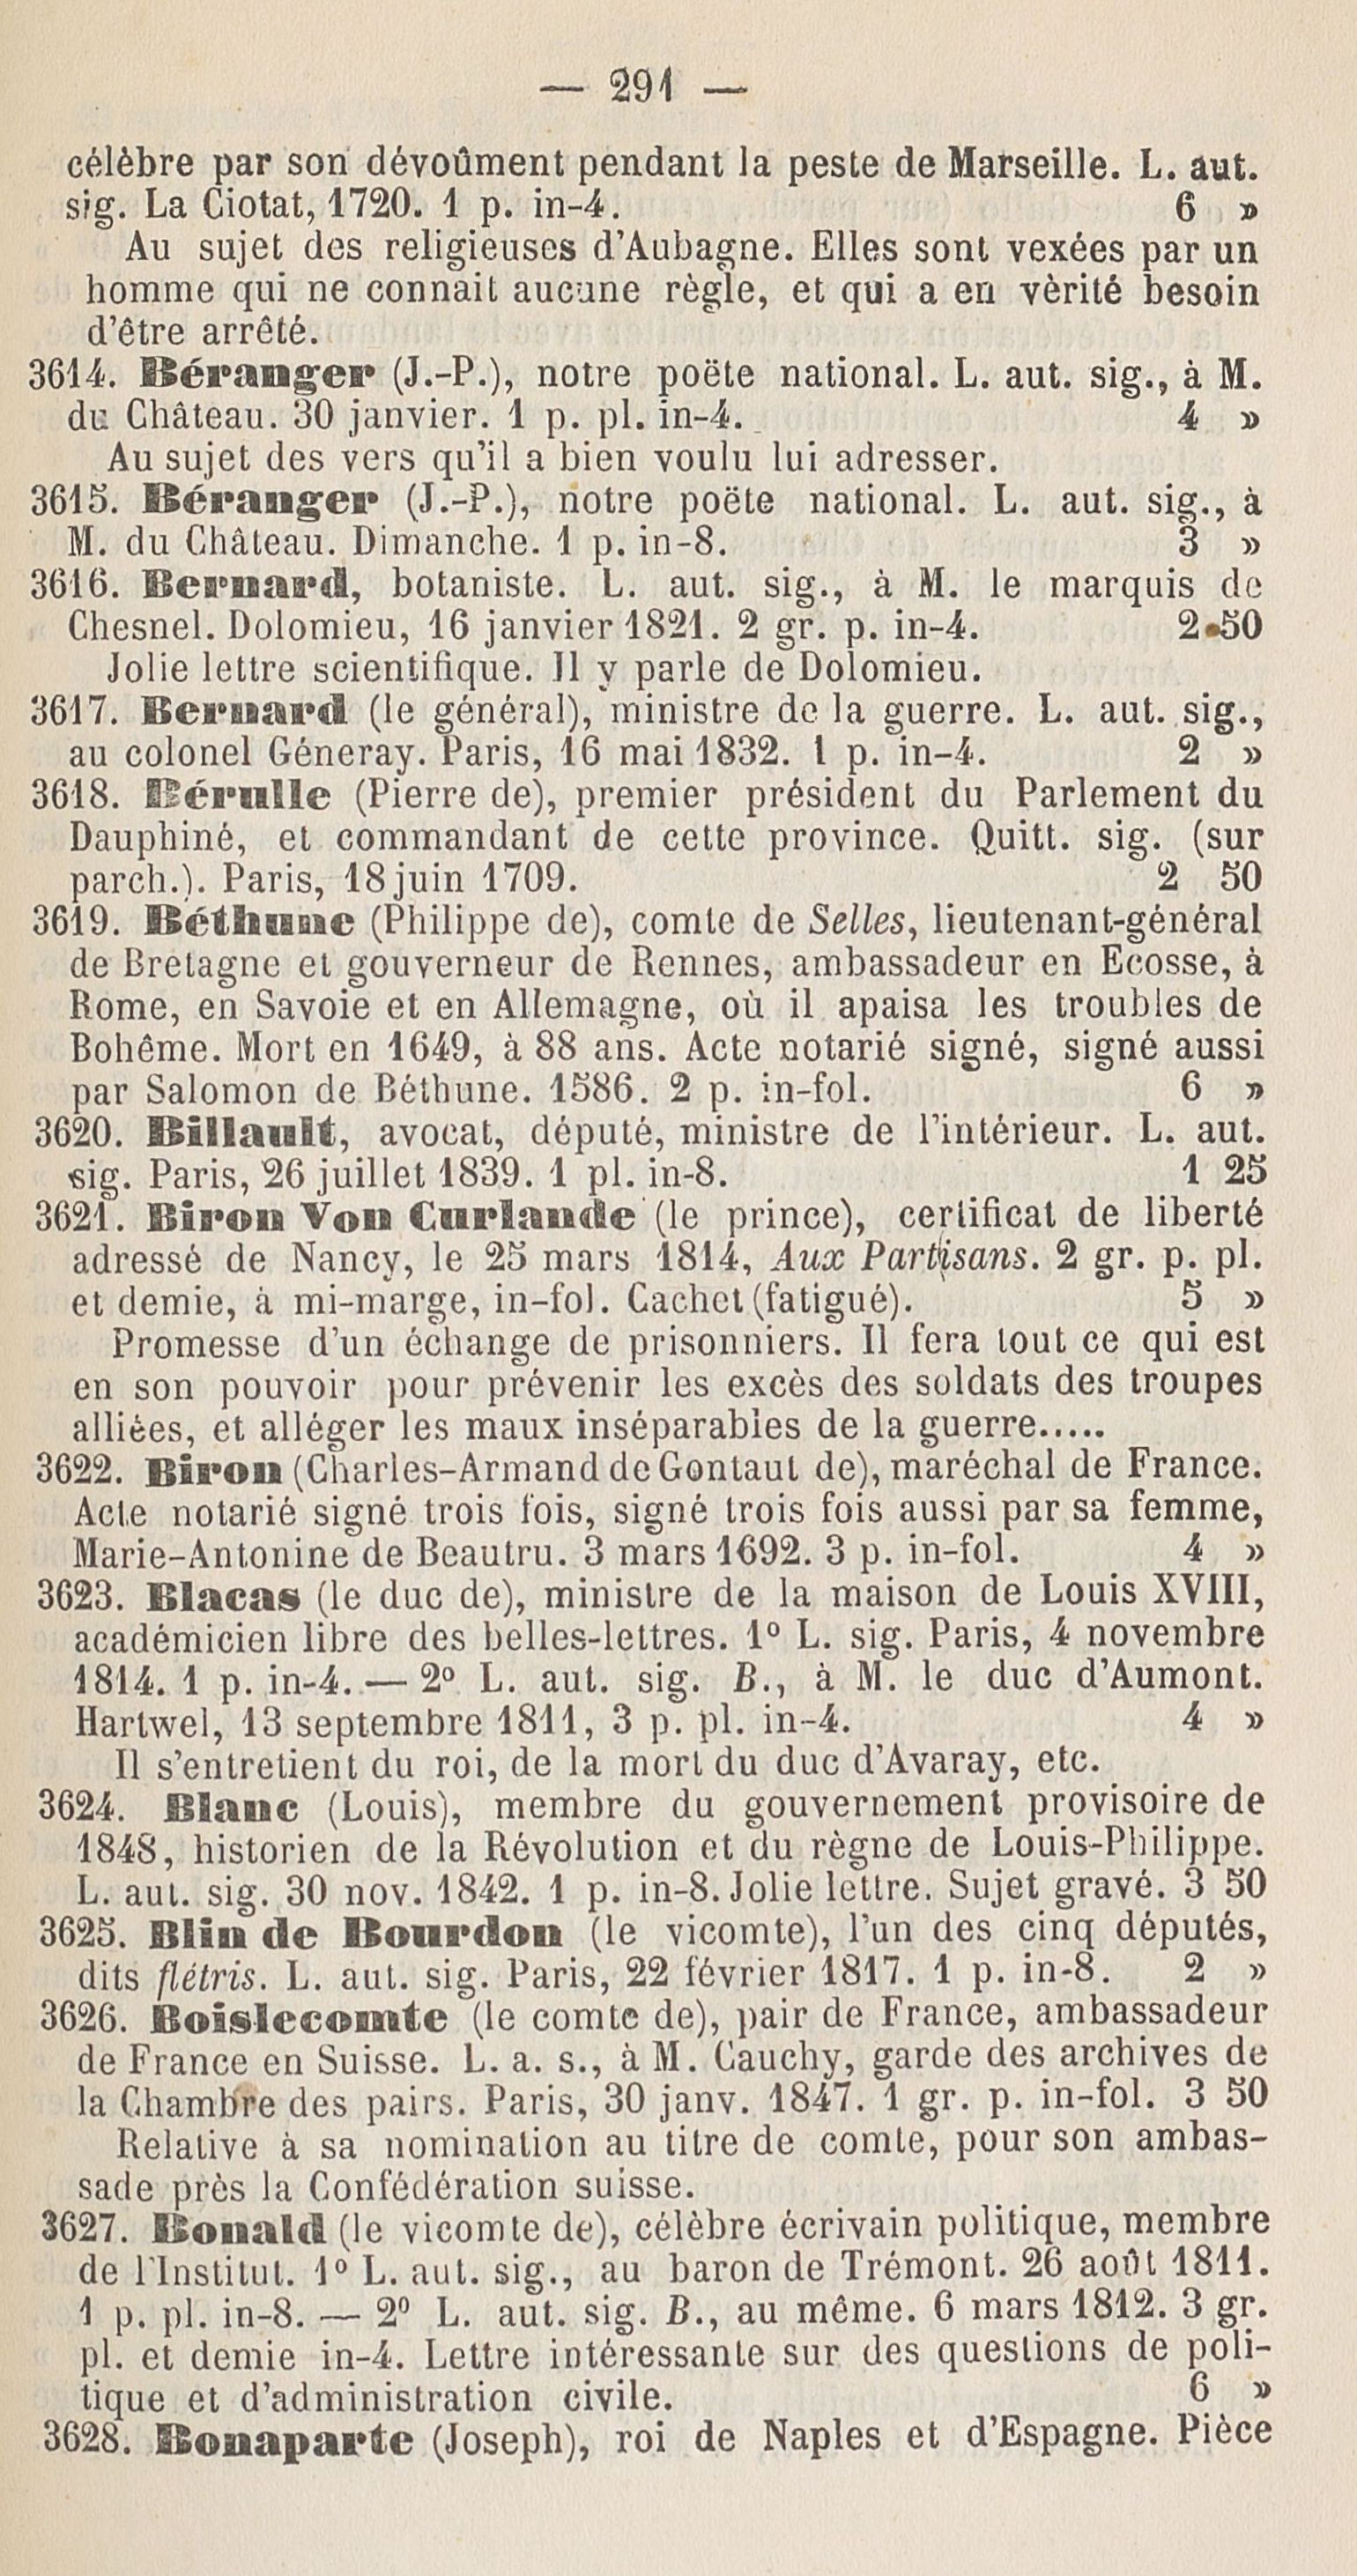 — 291 —
célèbre par son dévoûment pendant la peste de Marseille. L. aut.
sig. La Ciotat, 1720. 1 p. in-4. 6 »
Au sujet des religieuses d'Aubagne. Elles sont vexées par un
homme qui ne connait aucune règle, et qui a en vèrité besoin
d'être arrêté.
3614. Béranger (J.-P.), notre poëte national. L. aut. sig., à M.
du Château. 30 janvier. 1 p. pl. in-4. 4 »
Au sujet des vers qu'il a bien voulu lui adresser.
3615. Béranger (J.-P.), notre poëte national. L. aut. sig., à
M. du Château. Dimanche. 1 p. in-8. 3 »
3616. Bernard, botaniste. L. aut. sig., à M. le marquis de
Chesnel. Dolomieu, 16 janvier 1821. 2 gr. p. in-4. 2 50
Jolie lettre scientifique. Il y parle de Dolomieu.
3617. Bernard (le général), ministre de la guerre. L. aut. sig.,
au colonel Géneray. Paris, 16 mai 1832. 1 p. in-4. 2 »
3618. Bérulle (Pierre de), premier président du Parlement du
Dauphiné, et commandant de cette province. Quitt. sig. (sur
parch.). Paris, 18 juin 1709. 2 50
3619. Béthune (Philippe de), comte de Selles, lieutenant-général
de Bretagne et gouverneur de Rennes, ambassadeur en Ecosse, à
Rome, en Savoie et en Allemagne, où il apaisa les troubles de
Bohême. Mort en 1649, à 88 ans. Acte notarié signé, signé aussi
par Salomon de Béthune. 1586. 2 p. in-fol. 6 »
3620. Billault, avocat, député, ministre de l'intérieur. L. aut.
sig. Paris, 26 juillet 1839. 1 pl. in-8. 1 25
3621. Biron Von Curlande (le prince), certificat de liberté
adressé de Nancy, le 25 mars 1814, Aux Partisans. 2 gr. p. pl.
et demie, à mi-marge, in-fol. Cachet (fatigué). 5 »
Promesse d'un échange de prisonniers. Il fera tout ce qui est
en son pouvoir pour prévenir les excès des soldats des troupes
alliées, et alléger les maux inséparables de la guerre.....
3622. Biron (Charles-Armand de Gontaut de), maréchal de France.
Acte notarié signé trois fois, signé trois fois aussi par sa femme,
Marie-Antonine de Beautru. 3 mars 1692. 3 p. in-fol. 4 »
3623. Blacas (le duc de), ministre de la maison de Louis XVIII,
académicien libre des belles-lettres. 1º L. sig. Paris, 4 novembre
1814. 1 p. in-4. — 2º L. aut. sig. B., à M. le duc d'Aumont.
Hartwel, 13 septembre 1811, 3 p. pl. in-4. 4 »
Il s'entretient du roi, de la mort du duc d'Avaray, etc.
3624. Blanc (Louis), membre du gouvernement provisoire de
1848, historien de la Révolution et du règne de Louis-Philippe.
L. aut. sig. 30 nov. 1842. 1 p. in-8. Jolie lettre. Sujet gravé. 3 50
3625. Blin de Bourdon (le vicomte), l'un des cinq députés,
dits flétris. L. aut. sig. Paris, 22 février 1817. 1 p. in-8. 2 »
3626. Boislecomte (le comte de), pair de France, ambassadeur
de France en Suisse. L. a. s., à M. Cauchy, garde des archives de
la Chambre des pairs. Paris, 30 janv. 1847. 1 gr. p. in-fol. 3 50
Relative à sa nomination au titre de comte, pour son ambas-
sade près la Confédération suisse.
3627. Bonald (le vicomte de), célèbre écrivain politique, membre
de l'Institut. 1º L. aut. sig., au baron de Trémont. 26 août 1811.
1 p. pl. in-8. — 2º L. aut. sig. B., au même. 6 mars 1812. 3 gr.
pl. et demie in-4. Lettre intéressante sur des questions de poli-
tique et d'administration civile. 6 »
3628. Bonaparte (Joseph), roi de Naples et d'Espagne. Pièce